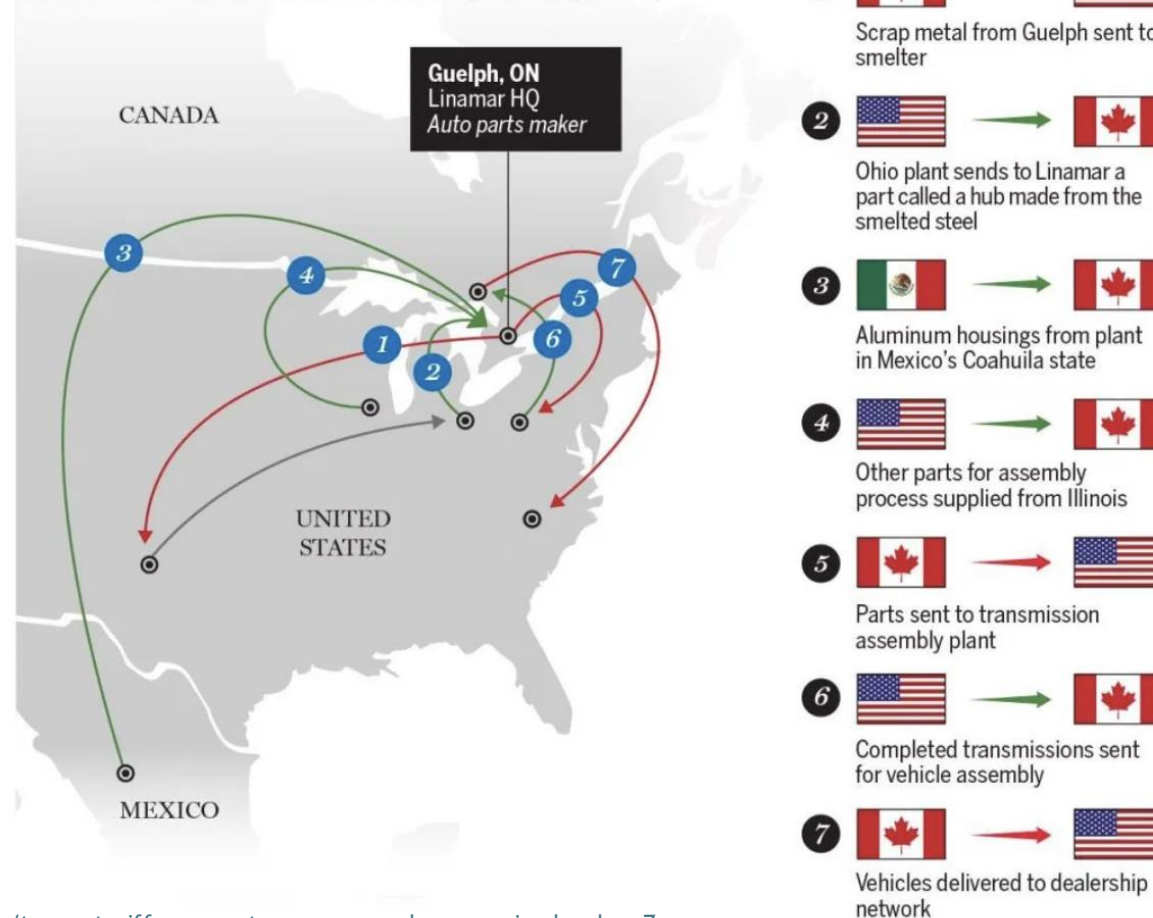 Scrap metal from Guelph sent to
smelter
Guelph, ON
Linamar HQ
Auto parts maker
CANADA
2
Ohio plant sends to Linamar a
part called a hub made from the
smelted steel
3
4
7
5
1
6
2
3
Aluminum housings from plant
in Mexico's Coahuila state
4
Other parts for assembly
process supplied from Illinois
UNITED
STATES
5
Parts sent to transmission
assembly plant
6
Completed transmissions sent
for vehicle assembly
MEXICO
7
Vehicles delivered to dealership
network